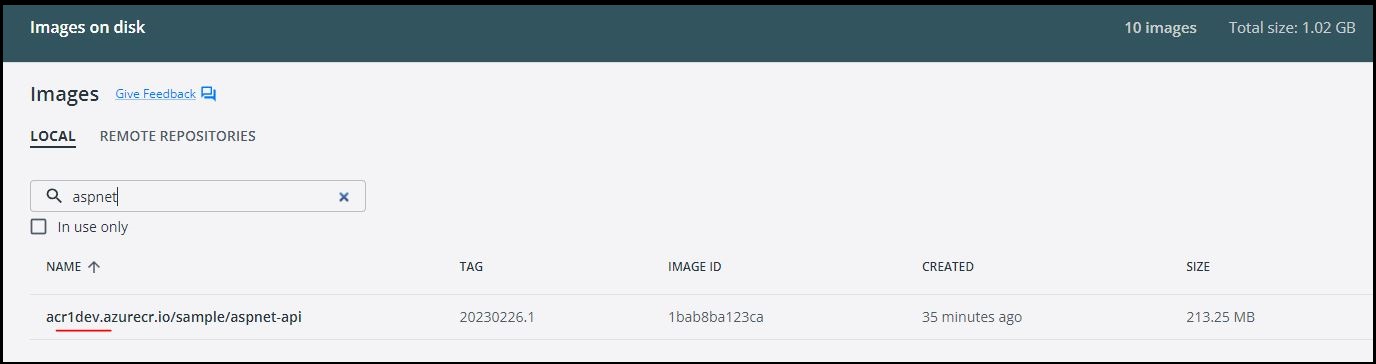 Images on disk 10 images Total size: 1.02 GB
Images Give Feedback
LOCAL REMOTE REPOSITORIES
aspnet
In use only
NAME TAG IMAGE ID CREATED SIZE
acr1dev.azurecr.io/sample/aspnet-api 20230226.1 1bab8ba123ca 35 minutes ago 213.25 MB